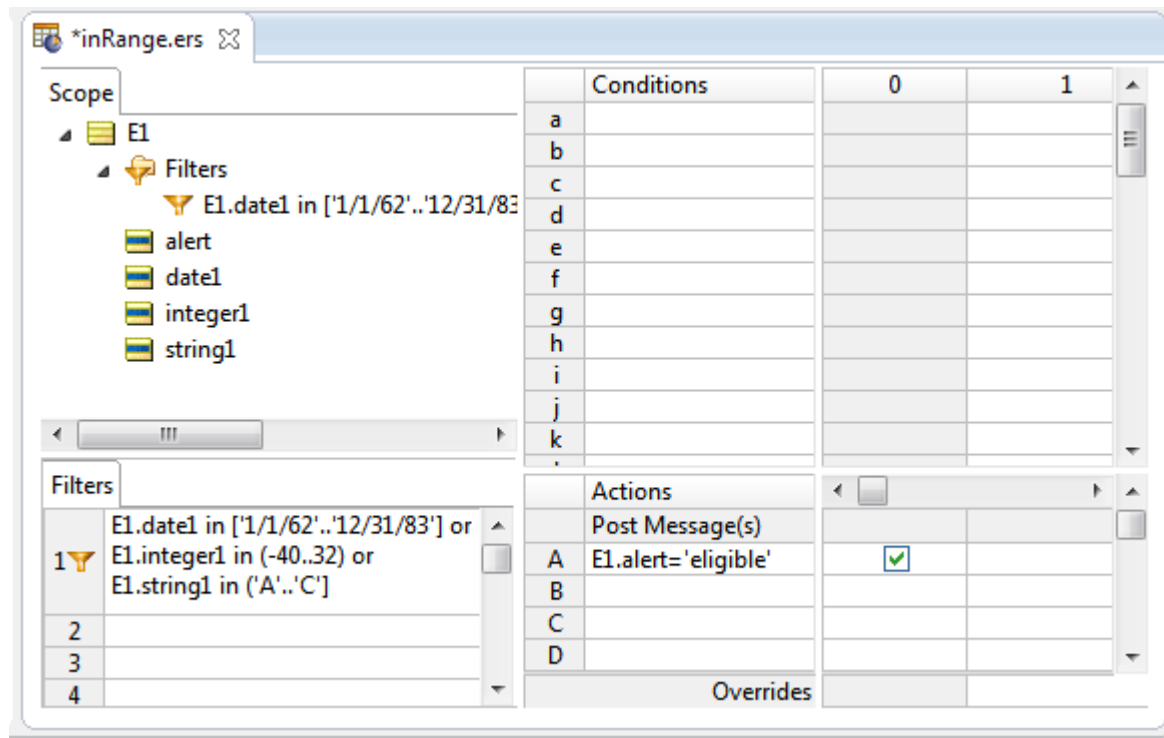 *inRange.ers
Scope
E1
Filters
E1.date1 in ['1/1/62'..'12/31/83
alert
date1
integer1
string1
Conditions 0 1
a
b
c
d
e
f
g
h
i
j
k
Filters
1 E1.date1 in ['1/1/62'..'12/31/83'] or
E1.integer1 in (-40..32) or
E1.string1 in ('A'..'C']
2
3
4
Actions
Post Message(s)
A E1.alert='eligible'
B
C
D
Overrides